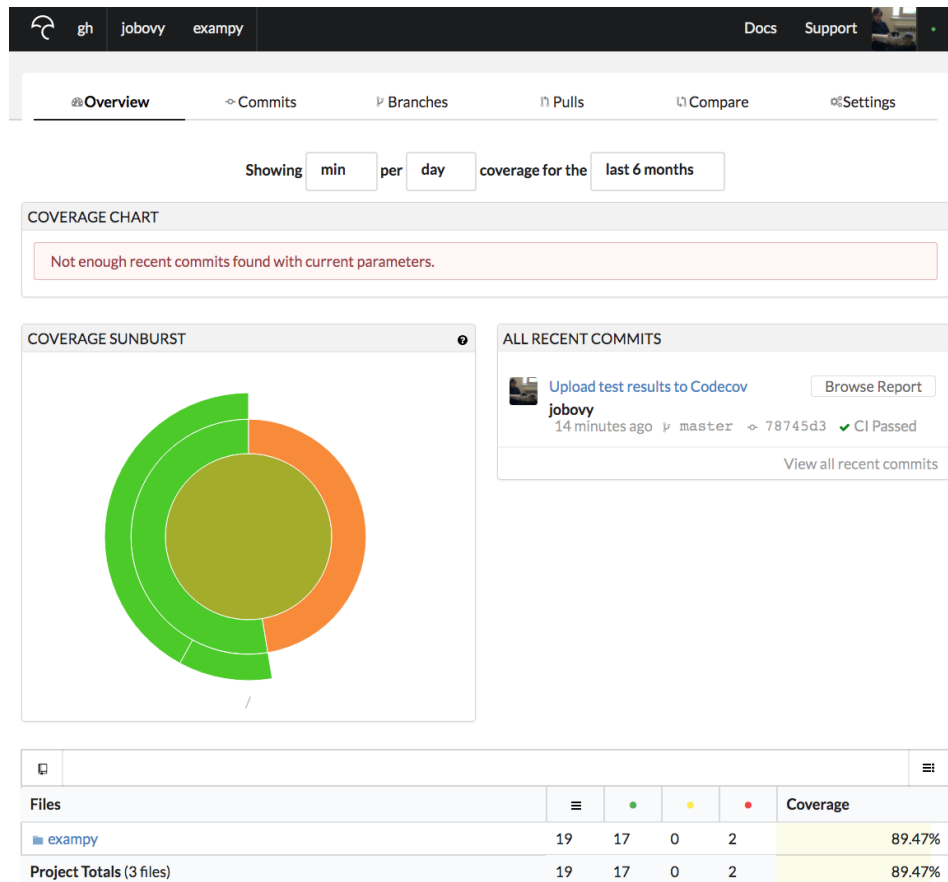 gh jobovy exampy Docs Support
Overview Commits Branches Pulls Compare Settings
Showing min per day coverage for the last 6 months
COVERAGE CHART
Not enough recent commits found with current parameters.
COVERAGE SUNBURST
/
ALL RECENT COMMITS
Upload test results to Codecov Browse Report
jobovy
14 minutes ago master 78745d3 CI Passed
View all recent commits
Files Coverage
exampy 19 17 0 2 89.47%
Project Totals (3 files) 19 17 0 2 89.47%